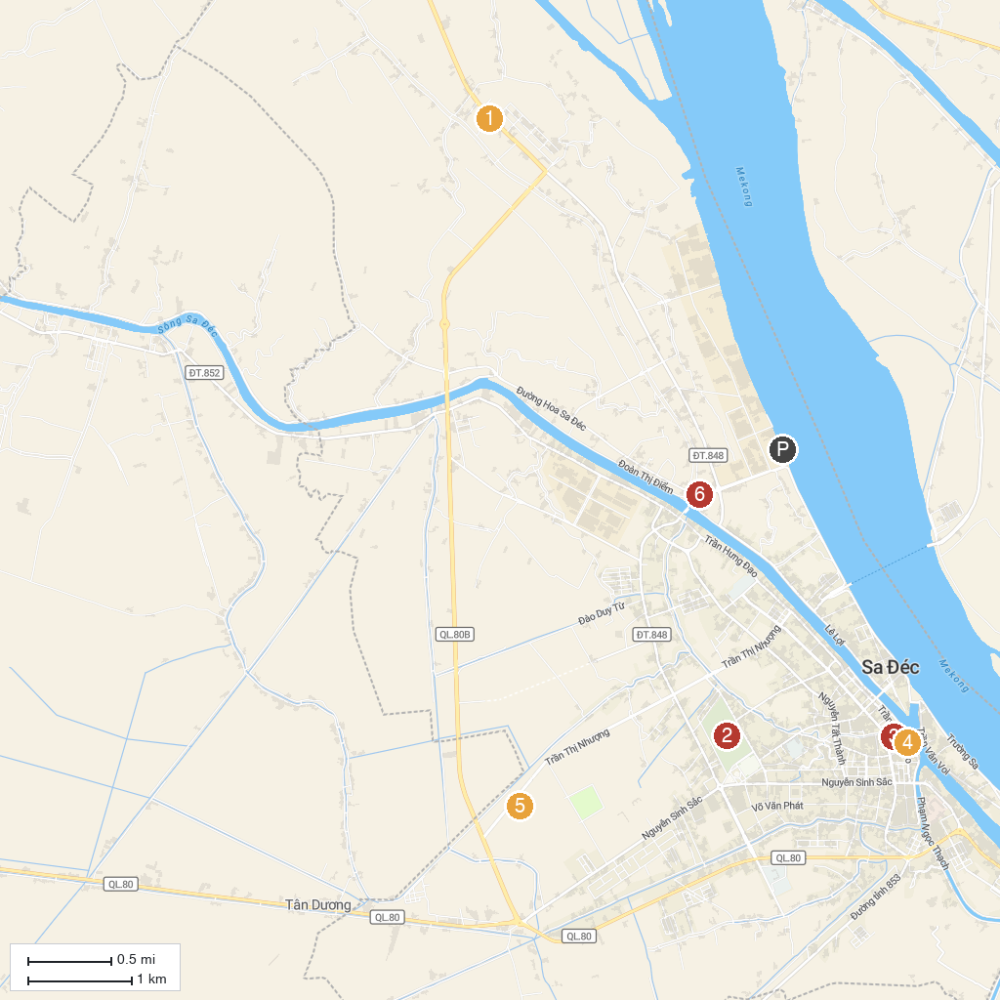 1
Mekong
Sông Sa Đéc
ĐT.852
Đường Hoa Sa Đéc
ĐT.848
P
Đoàn Thị Điểm
6
Trần Hưng Đạo
Đào Duy Từ
QL.80B
ĐT.848
Trần Thị Nhượng
Lê Lợi
Sa Đéc
Mekong
Nguyễn Tất Thành
Trần
2
3
4
Trần Văn Voi
Trường Sa
Trần Thị Nhượng
Nguyễn Sinh Sắc
5
Võ Văn Phát
Nguyễn Sinh Sắc
Phạm Ngọc Thạch
QL.80
QL.80
Đường tỉnh 853
Tân Dương
QL.80
QL.80
0.5 mi
1 km